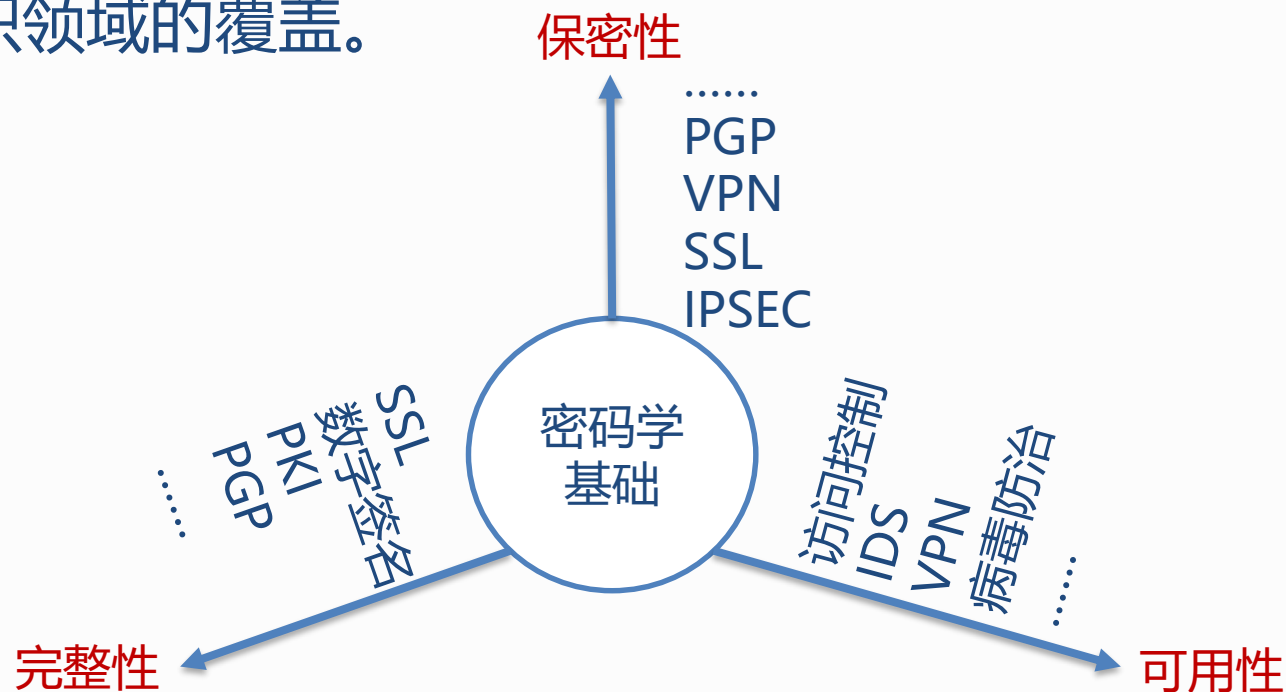 识领域的覆盖。
保密性
……
PGP
VPN
SSL
IPSEC
密码学
基础
SSL
数字签名
PKI
PGP
……
访问控制
IDS
VPN
病毒防治
……
完整性
可用性